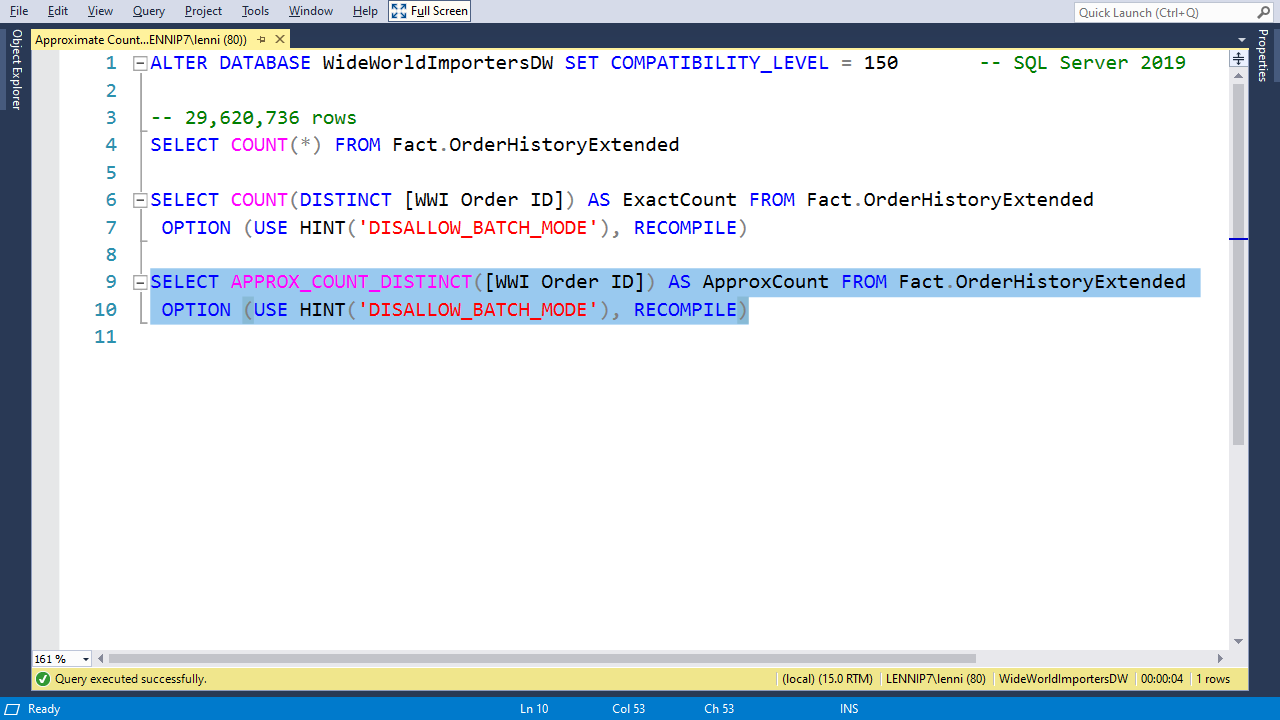 File Edit View Query Project Tools Window Help Full Screen
Quick Launch (Ctrl+Q)
Object Explorer
Approximate Count...ENNIP7\lenni (80))
Properties
1 ALTER DATABASE WideWorldImportersDW SET COMPATIBILITY_LEVEL = 150 -- SQL Server 2019
2
3 -- 29,620,736 rows
4 SELECT COUNT(*) FROM Fact.OrderHistoryExtended
5
6 SELECT COUNT(DISTINCT [WWI Order ID]) AS ExactCount FROM Fact.OrderHistoryExtended
7 OPTION (USE HINT('DISALLOW_BATCH_MODE'), RECOMPILE)
8
9 SELECT APPROX_COUNT_DISTINCT([WWI Order ID]) AS ApproxCount FROM Fact.OrderHistoryExtended
10 OPTION (USE HINT('DISALLOW_BATCH_MODE'), RECOMPILE)
11
161 %
Query executed successfully. (local) (15.0 RTM) LENNIP7\lenni (80) WideWorldImportersDW 00:00:04 1 rows
Ready Ln 10 Col 53 Ch 53 INS